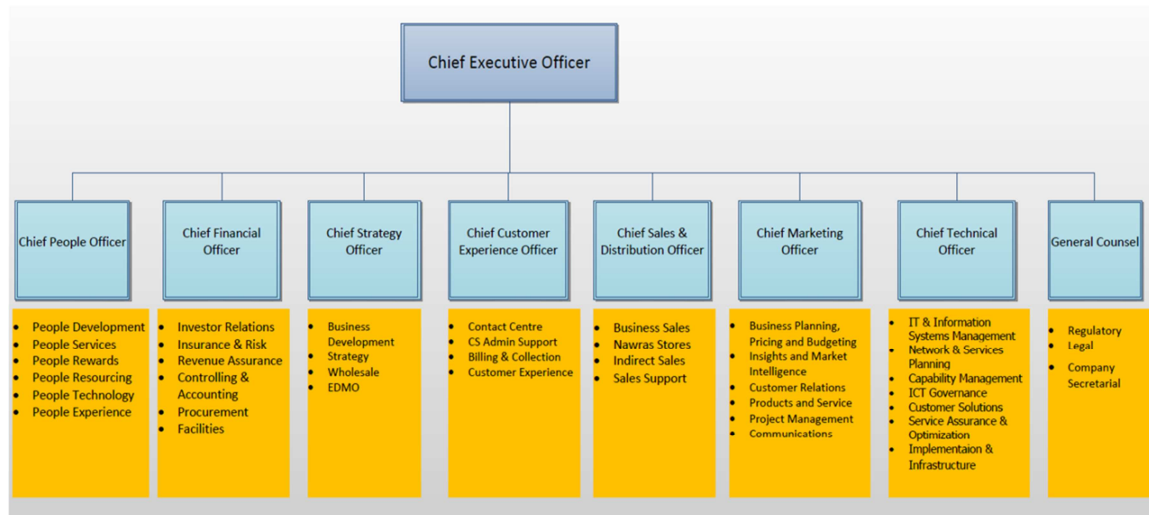 Chief Executive Officer
Chief People Officer
Chief Financial
Officer
Chief Strategy
Officer
Chief Customer
Experience Officer
Chief Sales &
Distribution Officer
Chief Marketing
Officer
Chief Technical
Officer
General Counsel
• People Development
• People Services
• People Rewards
• People Resourcing
• People Technology
• People Experience
• Investor Relations
• Insurance & Risk
• Revenue Assurance
• Controlling &
Accounting
• Procurement
• Facilities
• Business
Development
• Strategy
• Wholesale
• EDMO
• Contact Centre
• CS Admin Support
• Billing & Collection
• Customer Experience
• Business Sales
• Nawras Stores
• Indirect Sales
• Sales Support
• Business Planning,
Pricing and Budgeting
• Insights and Market
Intelligence
• Customer Relations
• Products and Service
• Project Management
• Communications
• IT & Information
Systems Management
• Network & Services
Planning
• Capability Management
• ICT Governance
• Customer Solutions
• Service Assurance &
Optimization
• Implementaion &
Infrastructure
• Regulatory
• Legal
• Company
Secretarial